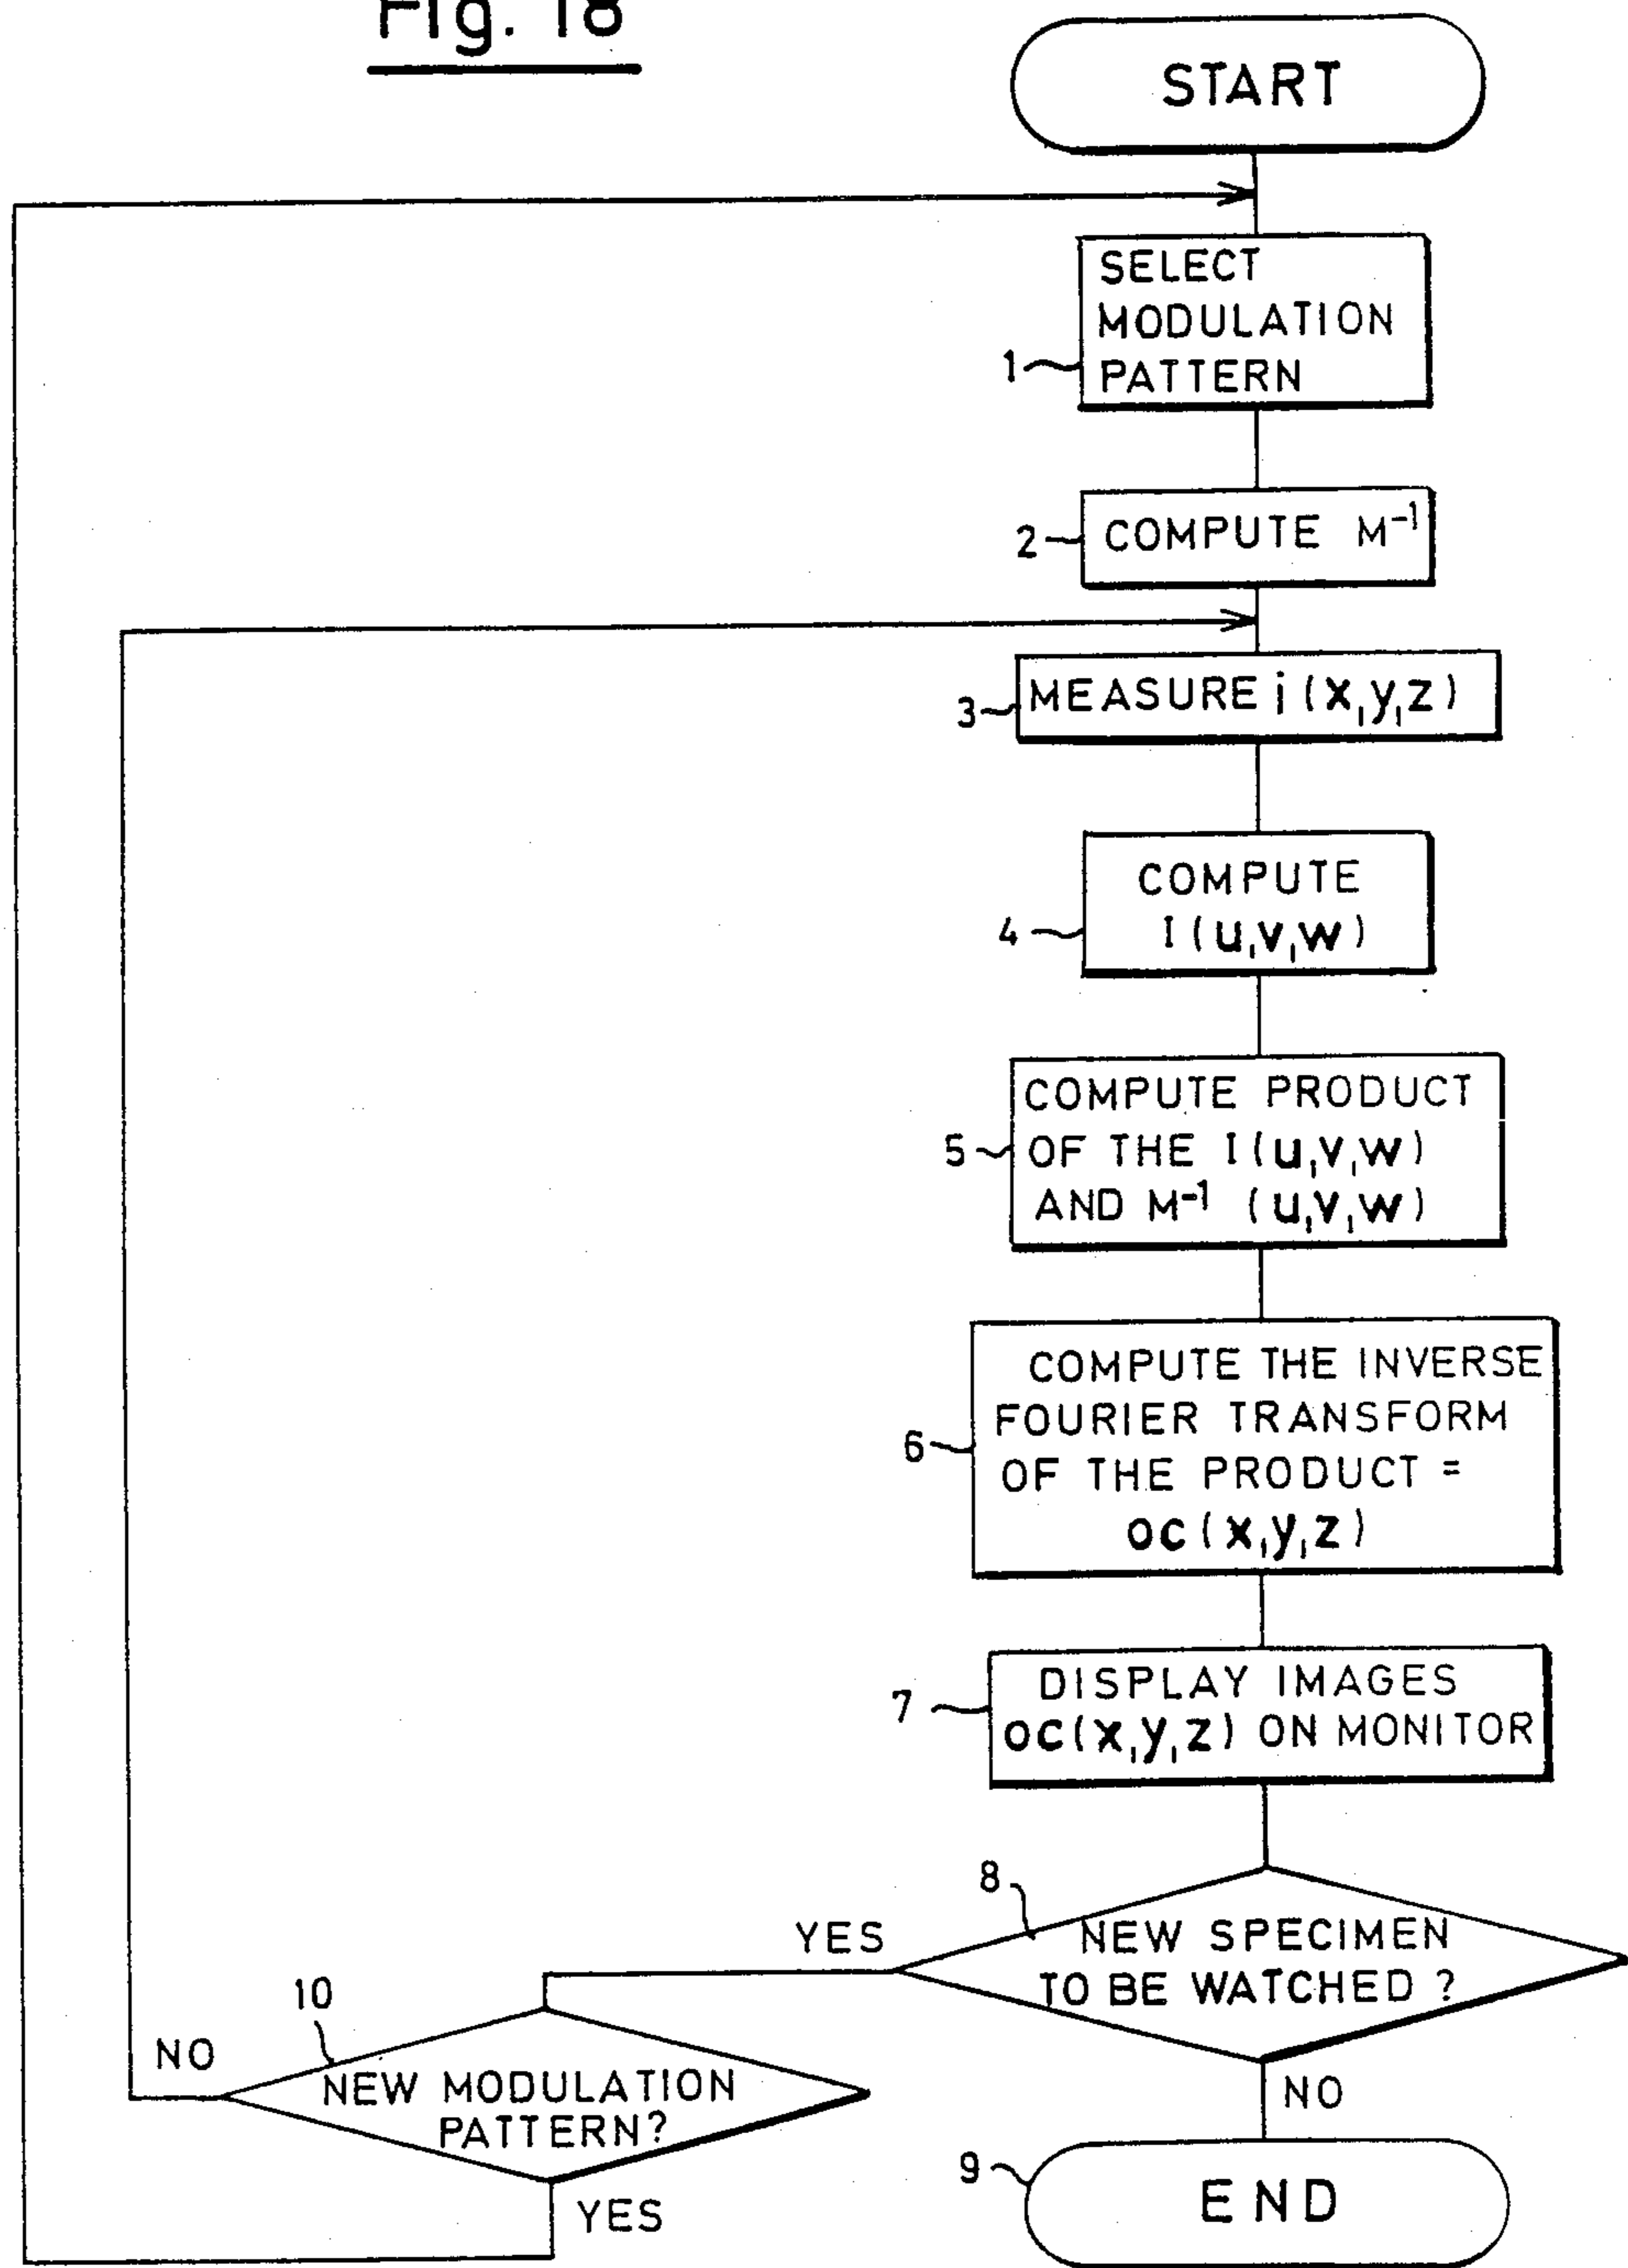 Fig. 18
START
SELECT
MODULATION
PATTERN
1
2
COMPUTE M⁻¹
3
MEASURE i (x,y,z)
COMPUTE
4
I (u,v,w)
COMPUTE PRODUCT
5
OF THE I (u,v,w)
AND M⁻¹ (u,v,w)
COMPUTE THE INVERSE
FOURIER TRANSFORM
6
OF THE PRODUCT =
oc (x,y,z)
DISPLAY IMAGES
7
oc(x,y,z) ON MONITOR
8
YES
NEW SPECIMEN
TO BE WATCHED ?
10
NO
NEW MODULATION
PATTERN?
NO
YES
9
END